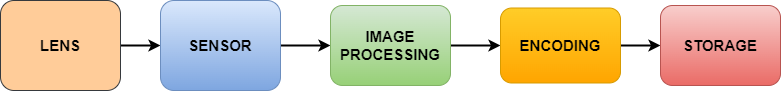 LENS
SENSOR
IMAGE
PROCESSING
ENCODING
STORAGE